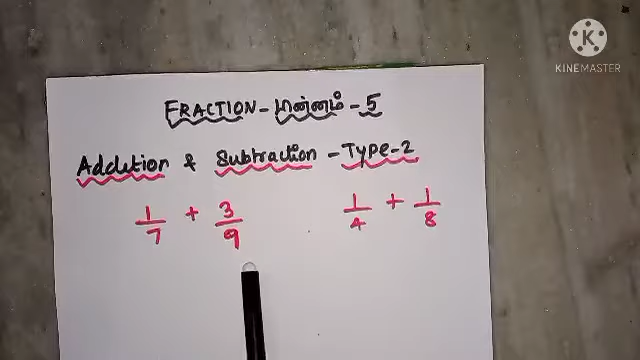 KINEMASTER
FRACTION - பின்னம் - 5
Addition & Subtraction - Type-2
1/7 + 3/9    1/4 + 1/8